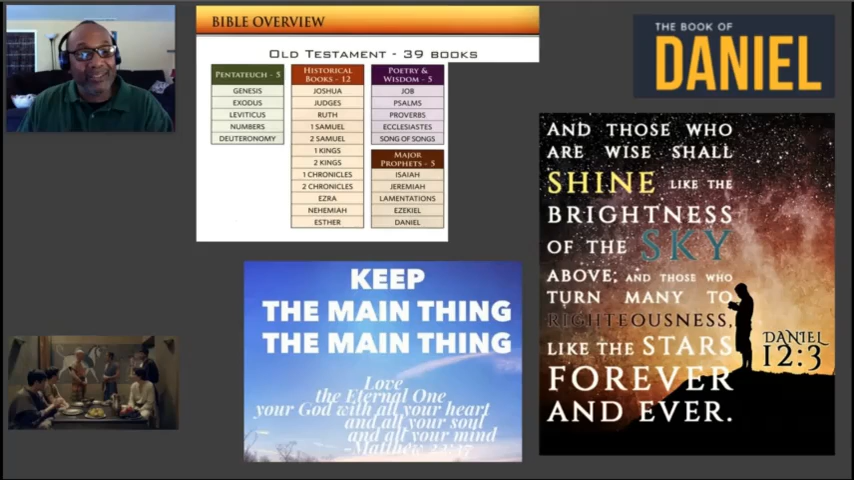 BIBLE OVERVIEW
OLD TESTAMENT - 39 BOOKS
PENTATEUCH - 5
GENESIS
EXODUS
LEVITICUS
NUMBERS
DEUTERONOMY
HISTORICAL
BOOKS - 12
JOSHUA
JUDGES
RUTH
1 SAMUEL
2 SAMUEL
1 KINGS
2 KINGS
1 CHRONICLES
2 CHRONICLES
EZRA
NEHEMIAH
ESTHER
POETRY &
WISDOM - 5
JOB
PSALMS
PROVERBS
ECCLESIASTES
SONG OF SONGS
MAJOR
PROPHETS - 5
ISAIAH
JEREMIAH
LAMENTATIONS
EZEKIEL
DANIEL
THE BOOK OF
DANIEL
KEEP
THE MAIN THING
THE MAIN THING
Love
the Eternal One
your God with all your heart
and all your soul
and all your mind
-Matthew 22:37
AND THOSE WHO
ARE WISE SHALL
SHINE LIKE THE
BRIGHTNESS
OF THE SKY
ABOVE; AND THOSE WHO
TURN MANY TO
RIGHTEOUSNESS,
LIKE THE STARS
FOREVER
AND EVER.
DANIEL
12:3